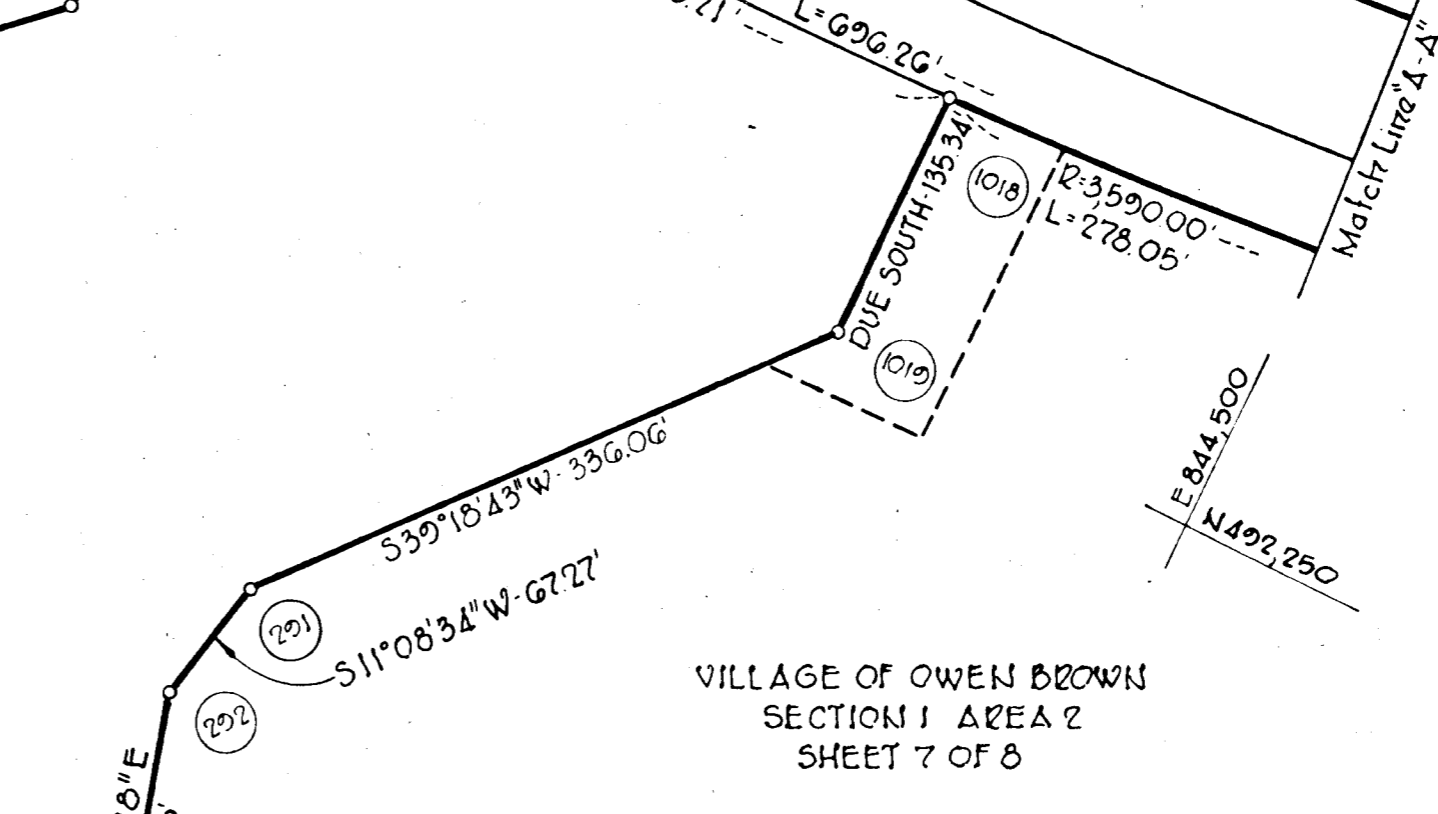 L=696.26'
Match Line "A-A"
1018
DUE SOUTH-135.34'
R=3,590.00'
L=278.05'
1019
E 844,500
N 492,250
S39°18'43"W-336.06'
S11°08'34"W-67.27'
291
292
VILLAGE OF OWEN BROWN
SECTION 1 AREA 2
SHEET 7 OF 8